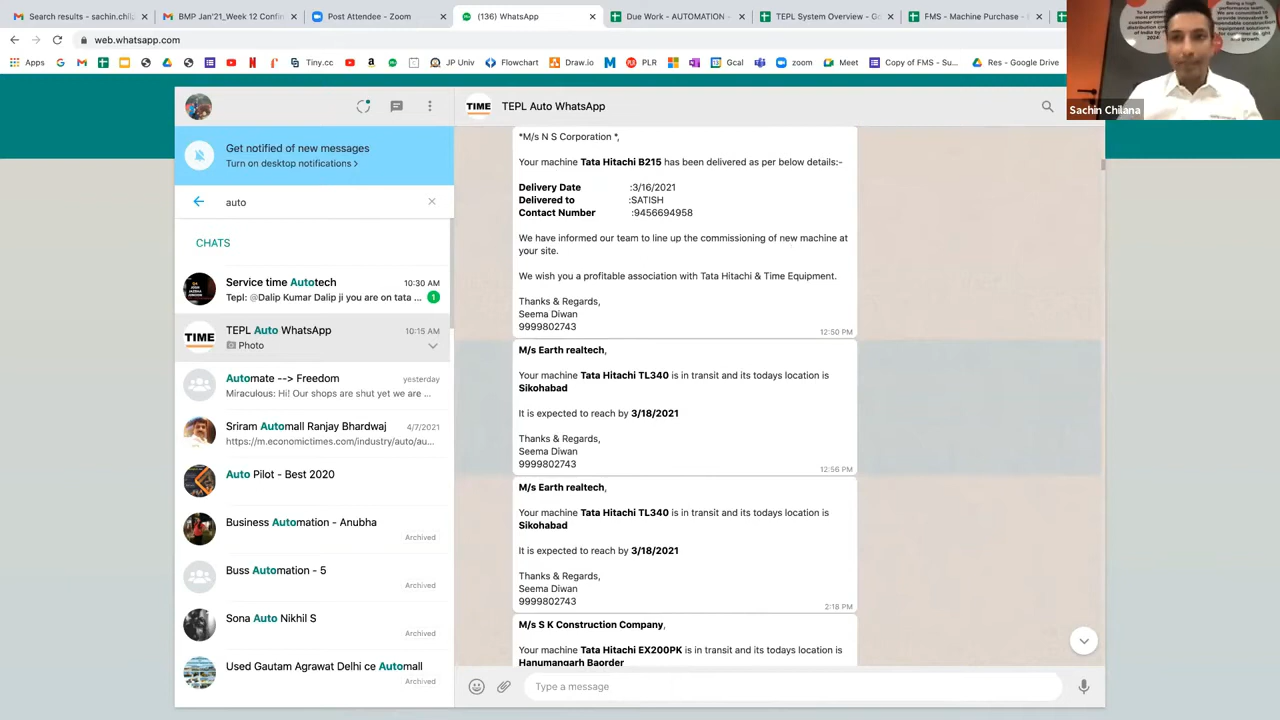 Search results - sachin.chil
BMP Jan'21_Week 12 Confir
Post Attendee - Zoom
(136) WhatsApp
Due Work - AUTOMATION -
TEPL System Overview - Go
FMS - Machine Purchase -
web.whatsapp.com
Apps
Tiny.cc
JP Univ
Flowchart
Draw.io
PLR
Gcal
zoom
Meet
Copy of FMS - Su...
Res - Google Drive
Sachin Chilana
TIME
TEPL Auto WhatsApp
Get notified of new messages
Turn on desktop notifications >
auto
CHATS
Service time Autotech
10:30 AM
Tepl: @Dalip Kumar Dalip ji you are on tata ...
1
TIME
TEPL Auto WhatsApp
10:15 AM
Photo
Automate --> Freedom
yesterday
Miraculous: Hi! Our shops are shut yet we are ...
Sriram Automall Ranjay Bhardwaj
4/7/2021
https://m.economictimes.com/industry/auto/au...
Auto Pilot - Best 2020
Business Automation - Anubha
Archived
Buss Automation - 5
Archived
Sona Auto Nikhil S
Archived
Used Gautam Agrawat Delhi ce Automall
Archived
*M/s N S Corporation *,
Your machine Tata Hitachi B215 has been delivered as per below details:-
Delivery Date :3/16/2021
Delivered to :SATISH
Contact Number :9456694958
We have informed our team to line up the commissioning of new machine at
your site.
We wish you a profitable association with Tata Hitachi & Time Equipment.
Thanks & Regards,
Seema Diwan
9999802743
12:50 PM
M/s Earth realtech,
Your machine Tata Hitachi TL340 is in transit and its todays location is
Sikohabad
It is expected to reach by 3/18/2021
Thanks & Regards,
Seema Diwan
9999802743
12:56 PM
M/s Earth realtech,
Your machine Tata Hitachi TL340 is in transit and its todays location is
Sikohabad
It is expected to reach by 3/18/2021
Thanks & Regards,
Seema Diwan
9999802743
2:18 PM
M/s S K Construction Company,
Your machine Tata Hitachi EX200PK is in transit and its todays location is
Hanumangarh Baorder
Type a message